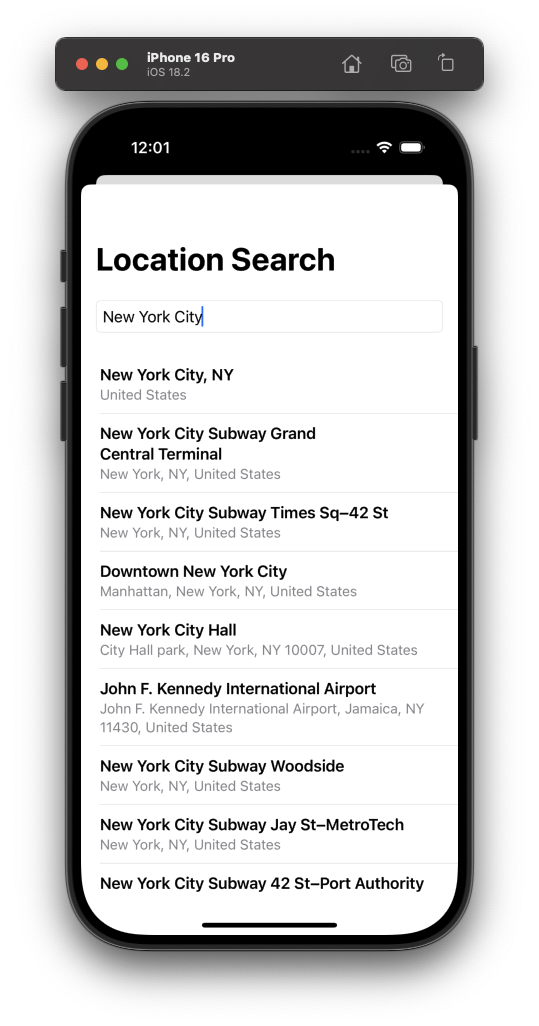 iPhone 16 Pro
iOS 18.2
12:01
Location Search
New York City
New York City, NY
United States
New York City Subway Grand
Central Terminal
New York, NY, United States
New York City Subway Times Sq–42 St
New York, NY, United States
Downtown New York City
Manhattan, New York, NY, United States
New York City Hall
City Hall park, New York, NY 10007, United States
John F. Kennedy International Airport
John F. Kennedy International Airport, Jamaica, NY
11430, United States
New York City Subway Woodside
New York, NY, United States
New York City Subway Jay St–MetroTech
New York, NY, United States
New York City Subway 42 St–Port Authority